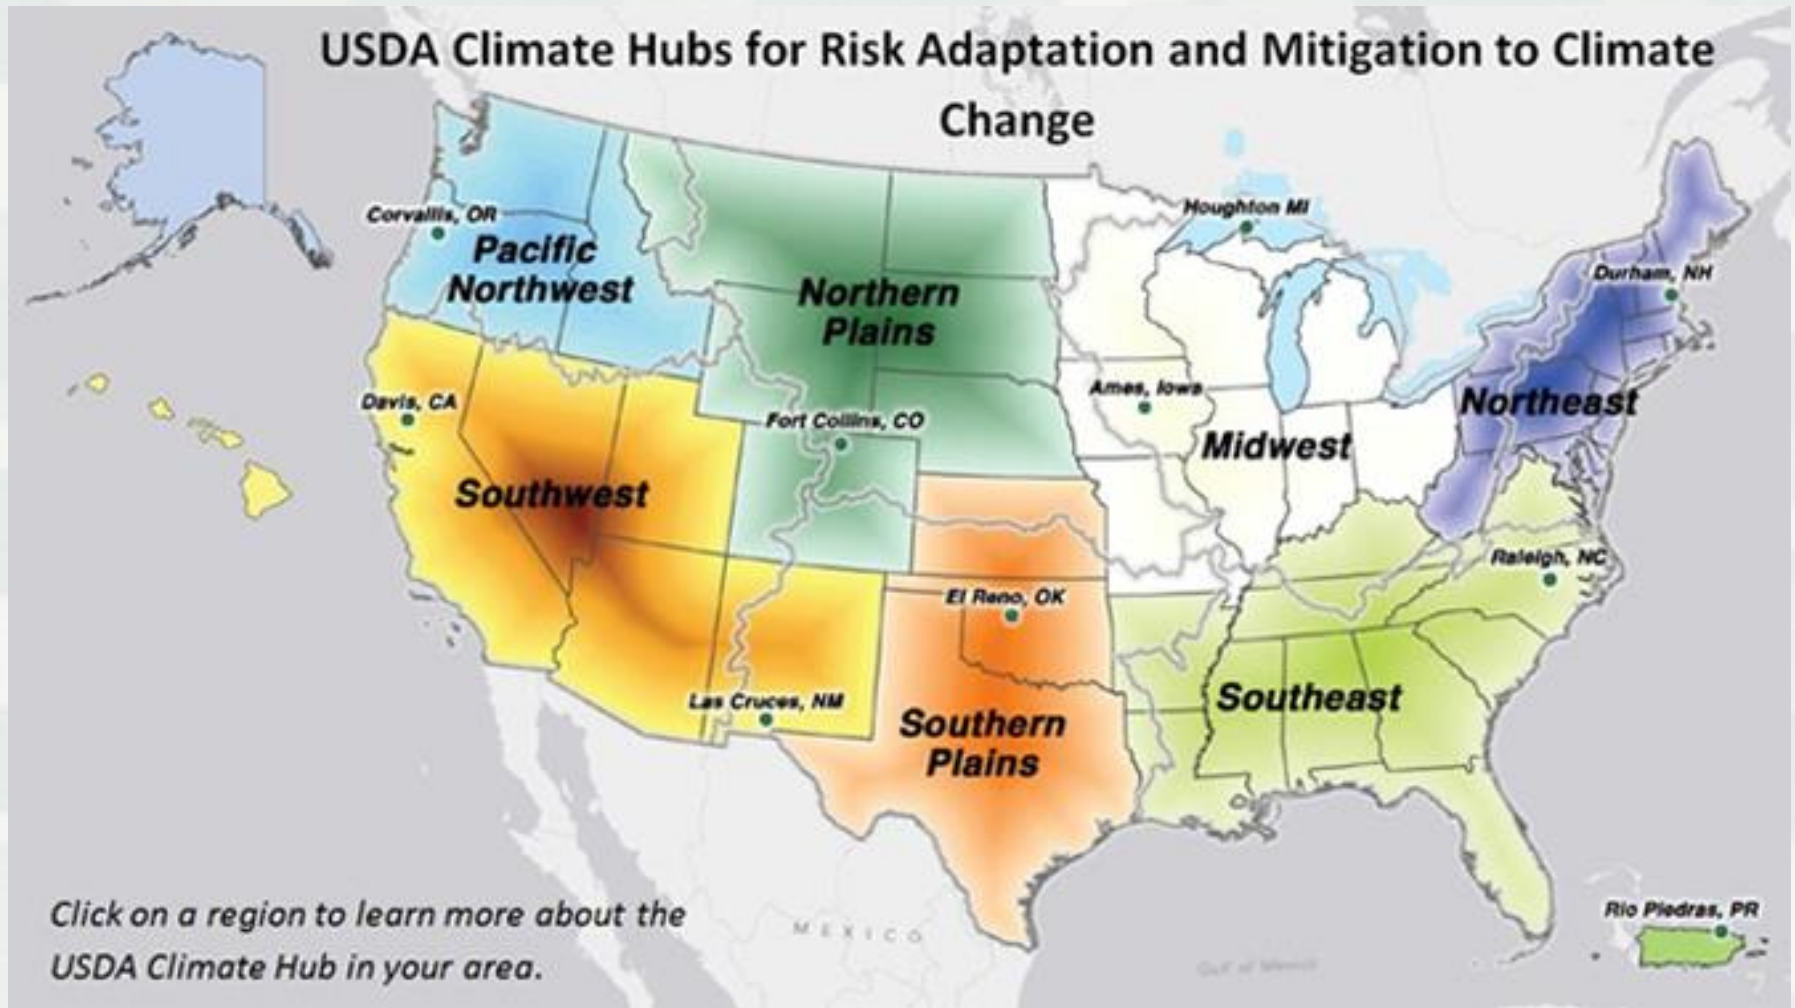 USDA Climate Hubs for Risk Adaptation and Mitigation to Climate
Change
Corvallis, OR
Houghton MI
Pacific
Northwest
Durham, NH
Northern
Plains
Ames, Iowa
Northeast
Davis, CA
Fort Collins, CO
Midwest
Southwest
Raleigh, NC
El Reno, OK
Southeast
Las Cruces, NM
Southern
Plains
Click on a region to learn more about the
USDA Climate Hub in your area.
MEXICO
Rio Piedras, PR
Gulf of Mexico